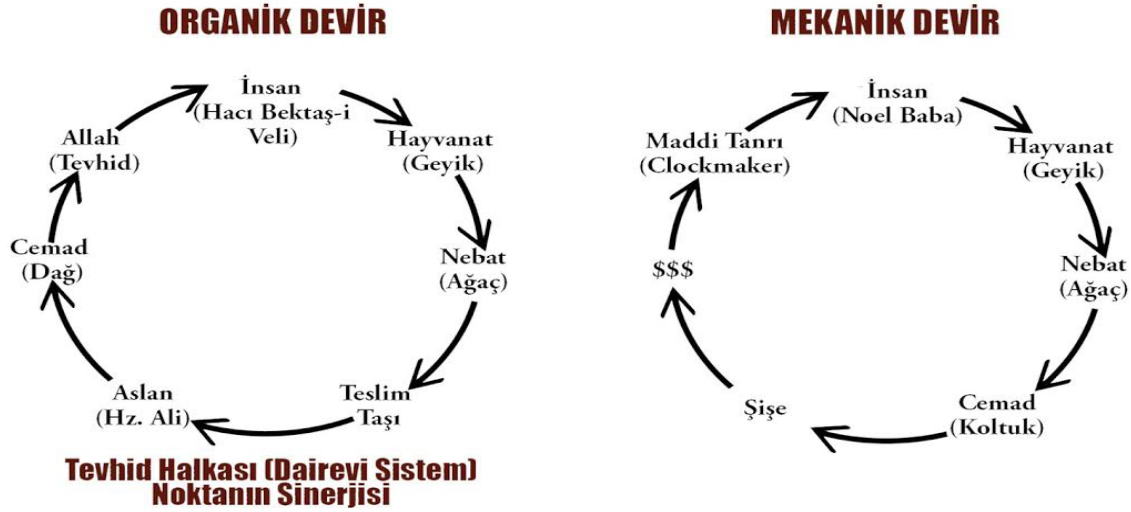 ORGANİK DEVİR
İnsan
(Hacı Bektaş-i
Veli)
Hayvanat
(Geyik)
Nebat
(Ağaç)
Teslim
Taşı
Aslan
(Hz. Ali)
Cemad
(Dağ)
Allah
(Tevhid)
Tevhid Halkası (Dairevi Sistem)
Noktanın Sinerjisi
MEKANİK DEVİR
İnsan
(Noel Baba)
Hayvanat
(Geyik)
Nebat
(Ağaç)
Cemad
(Koltuk)
Şişe
$$$
Maddi Tanrı
(Clockmaker)